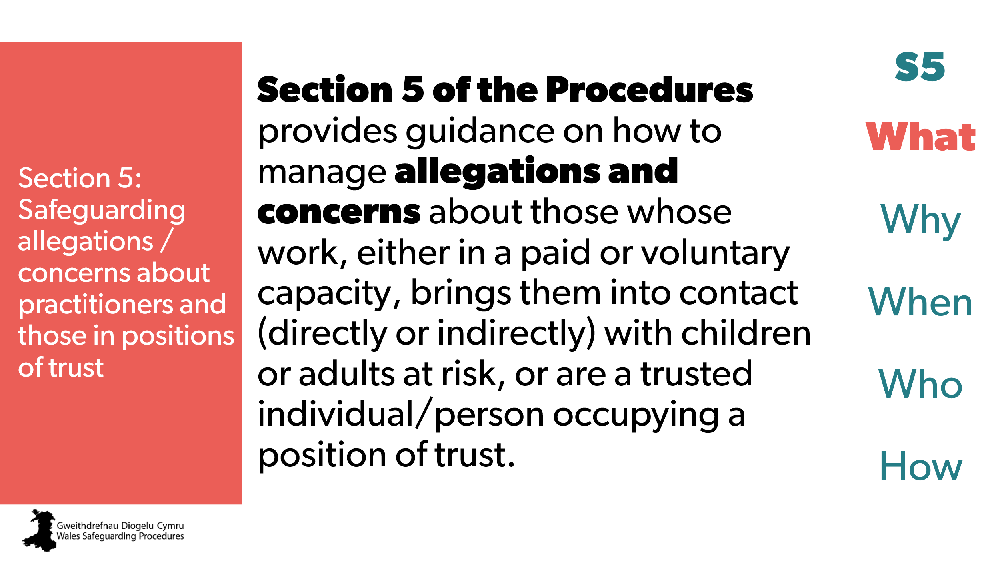 Section 5:
Safeguarding
allegations /
concerns about
practitioners and
those in positions
of trust
Section 5 of the Procedures
provides guidance on how to
manage allegations and
concerns about those whose
work, either in a paid or voluntary
capacity, brings them into contact
(directly or indirectly) with children
or adults at risk, or are a trusted
individual/person occupying a
position of trust.
S5
What
Why
When
Who
How
Gweithdrefnau Diogelu Cymru
Wales Safeguarding Procedures